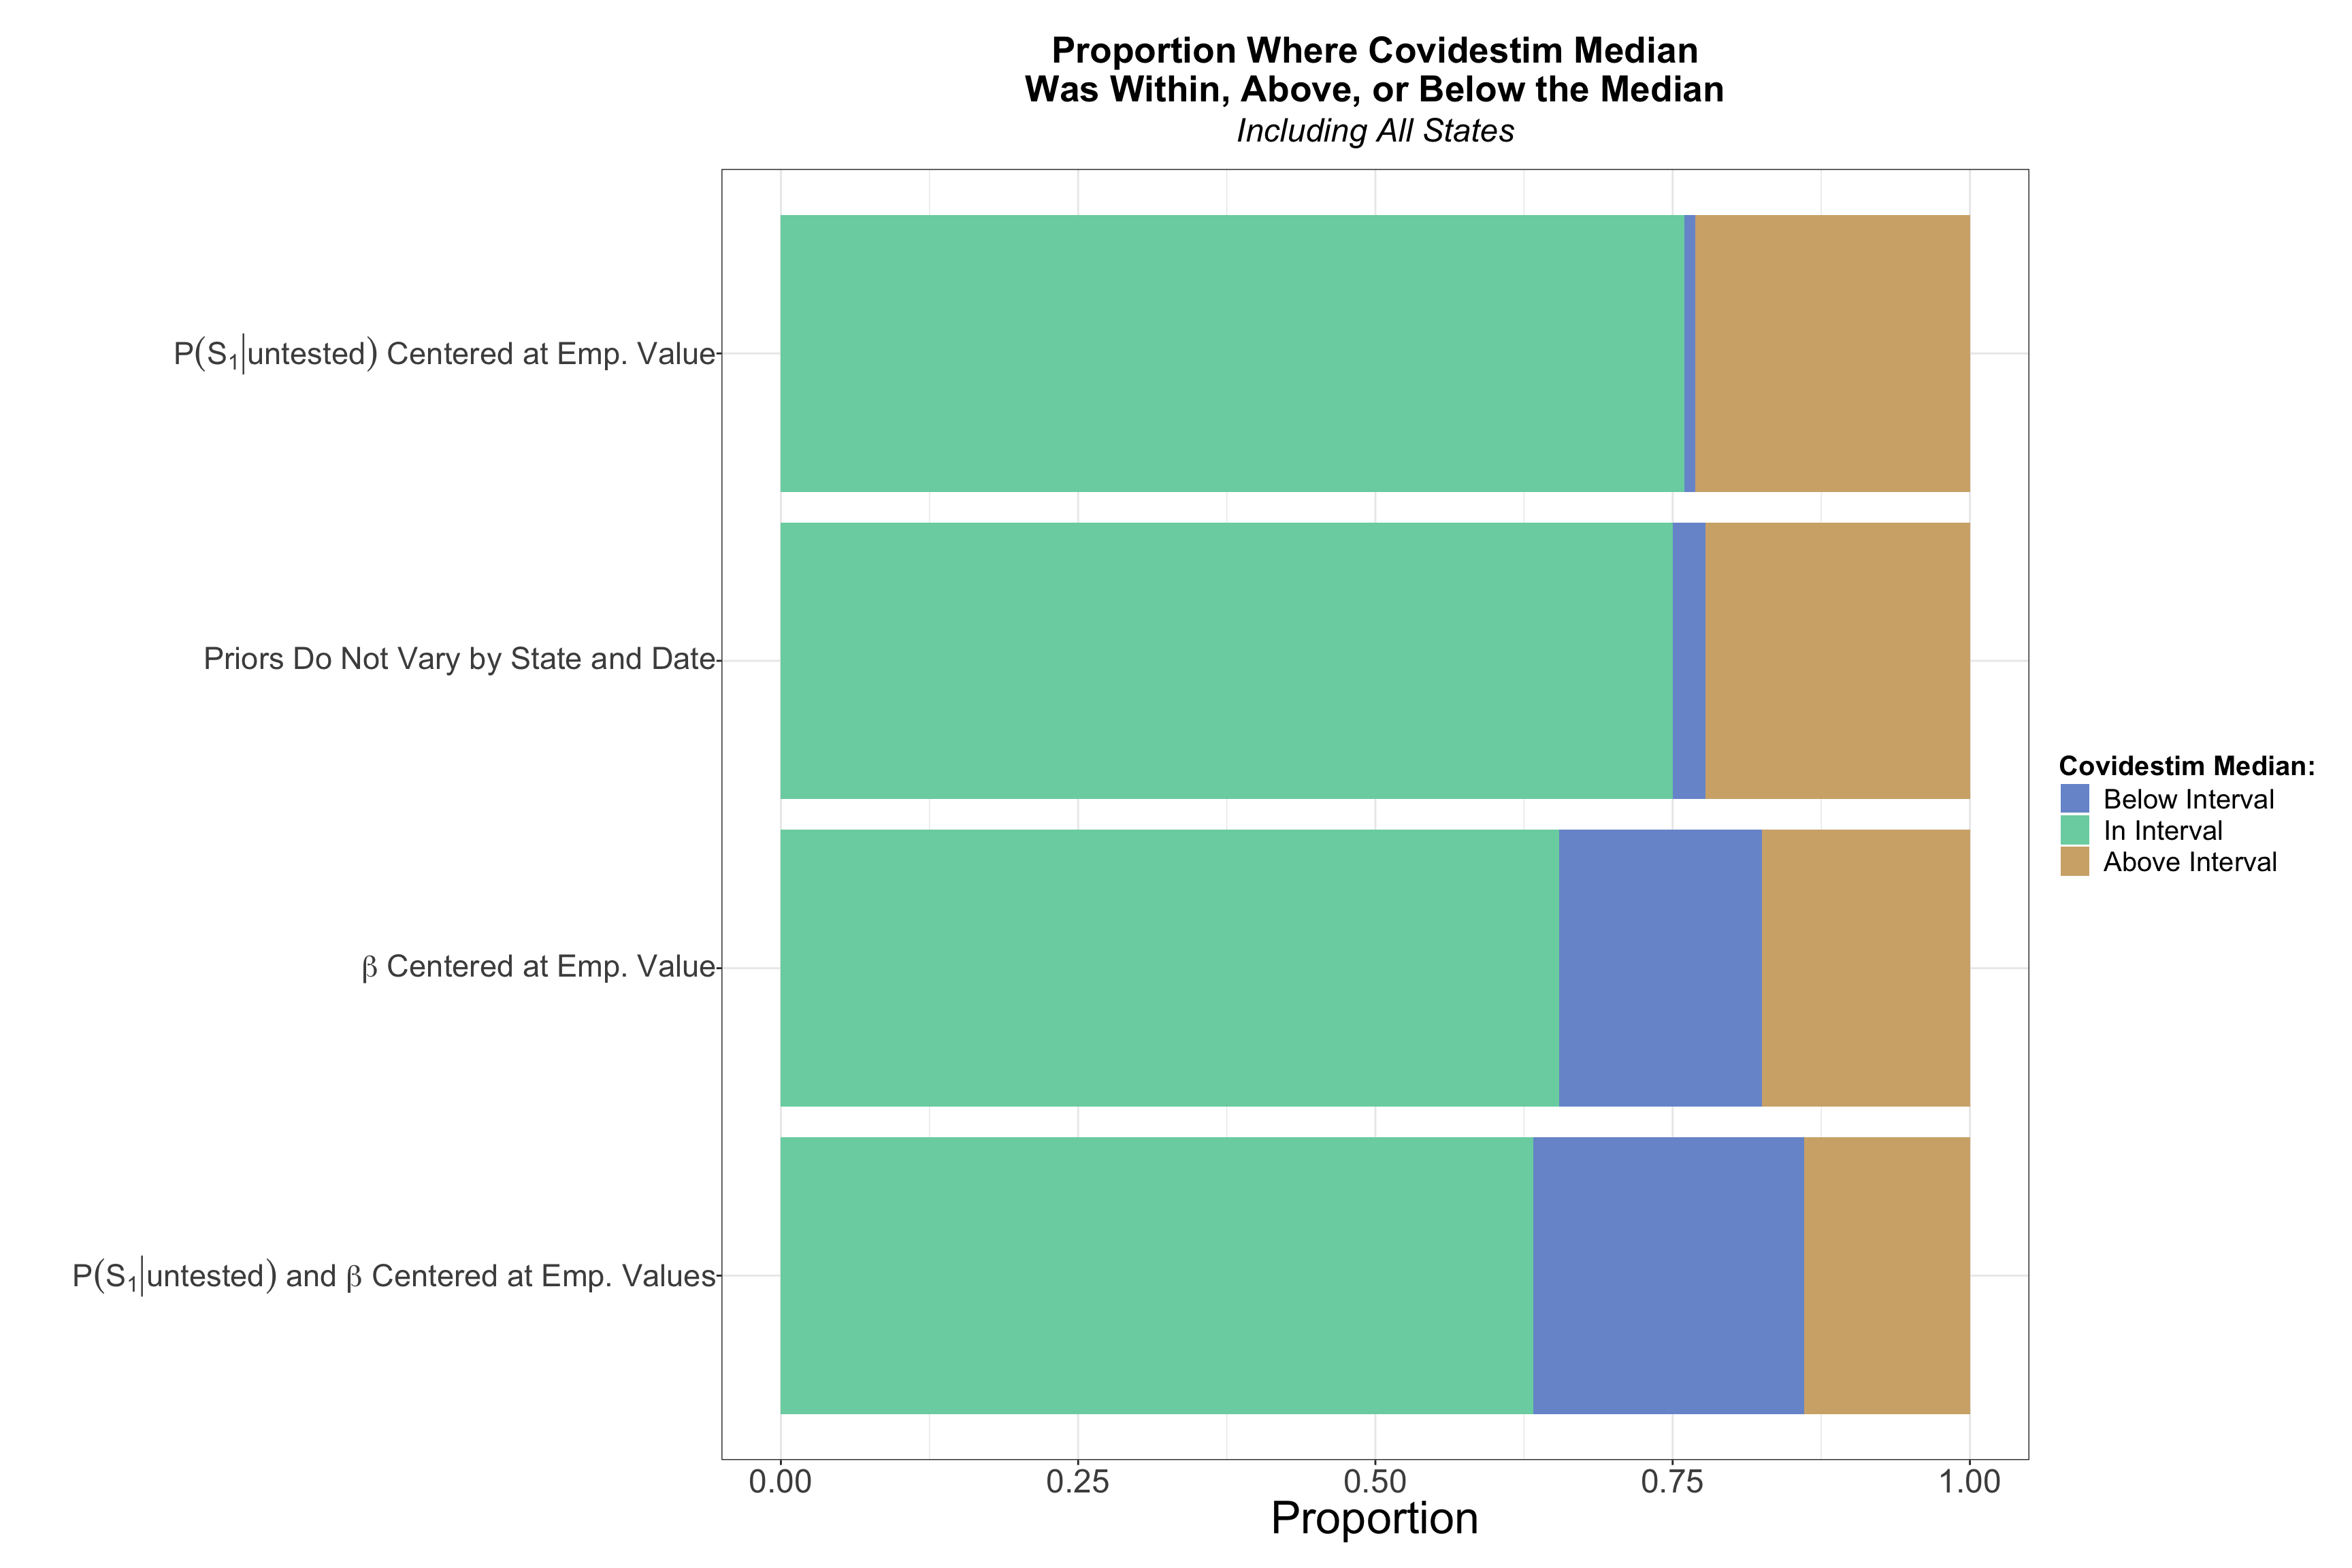 Proportion Where Covidestim Median
Was Within, Above, or Below the Median
Including All States
P(S₁|untested) Centered at Emp. Value
Priors Do Not Vary by State and Date
β Centered at Emp. Value
P(S₁|untested) and β Centered at Emp. Values
Covidestim Median:
Below Interval
In Interval
Above Interval
0.00 0.25 0.50 0.75 1.00
Proportion